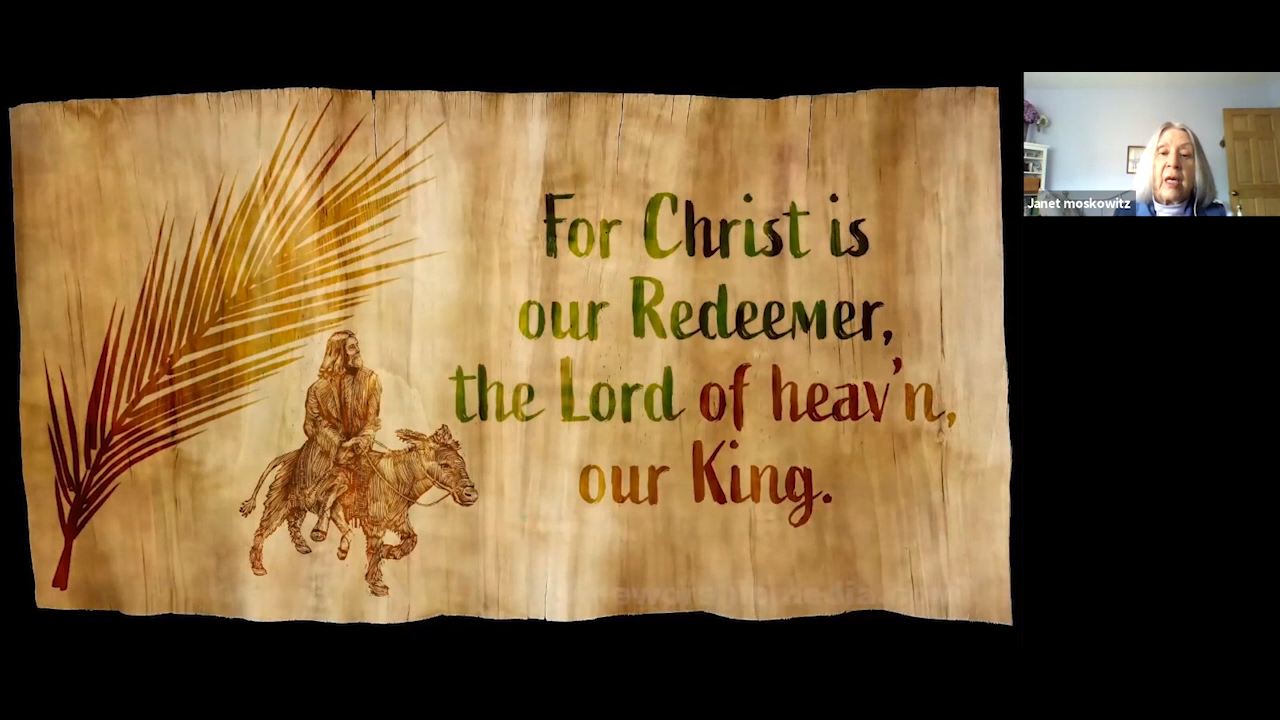 For Christ is
our Redeemer,
the Lord of heav'n,
our King.
Janet moskowitz